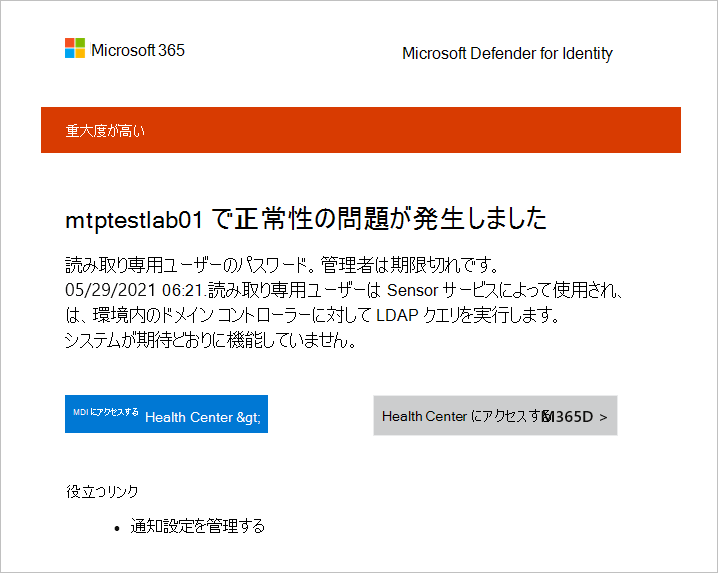 Microsoft 365
Microsoft Defender for Identity
重大度が高い
mtptestlab01 で正常性の問題が発生しました
読み取り専用ユーザーのパスワード。管理者は期限切れです。
05/29/2021 06:21.読み取り専用ユーザーは Sensor サービスによって使用され、
は、環境内のドメイン コントローラーに対して LDAP クエリを実行します。
システムが期待どおりに機能していません。
MDI にアクセスする Health Center &gt;
Health Center にアクセスする M365D >
役立つリンク
• 通知設定を管理する